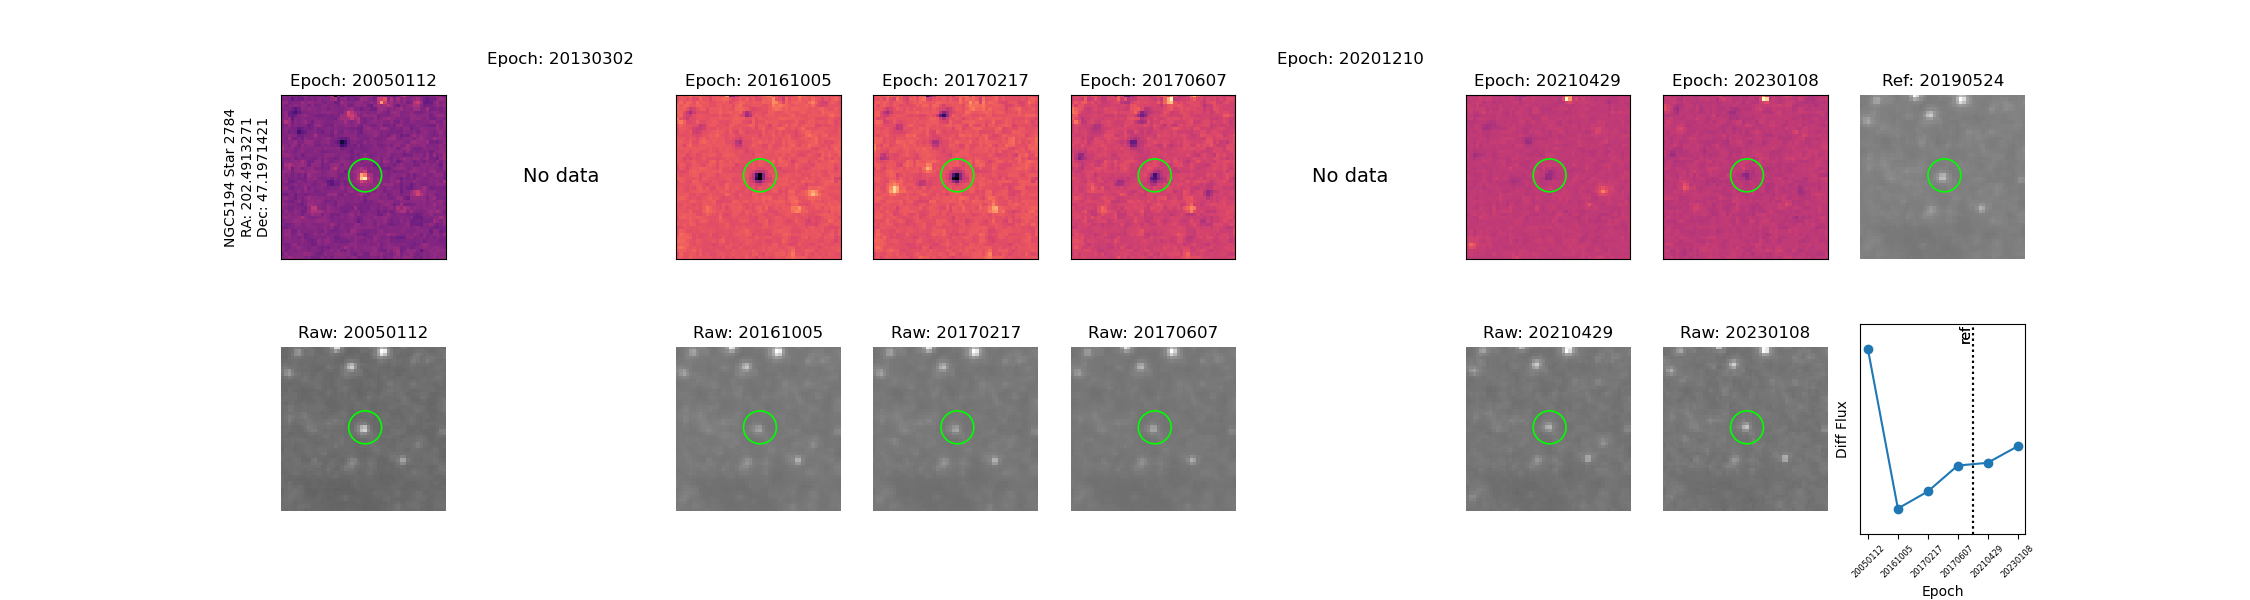 Epoch: 20130302
Epoch: 20201210
Epoch: 20050112
Epoch: 20161005
Epoch: 20170217
Epoch: 20170607
Epoch: 20210429
Epoch: 20230108
Ref: 20190524
NGC5194 Star 2784
RA: 202.4913271
Dec: 47.1971421
No data
No data
Raw: 20050112
Raw: 20161005
Raw: 20170217
Raw: 20170607
Raw: 20210429
Raw: 20230108
ref
Diff Flux
20050112
20161005
20170217
20170607
20210429
20230108
Epoch